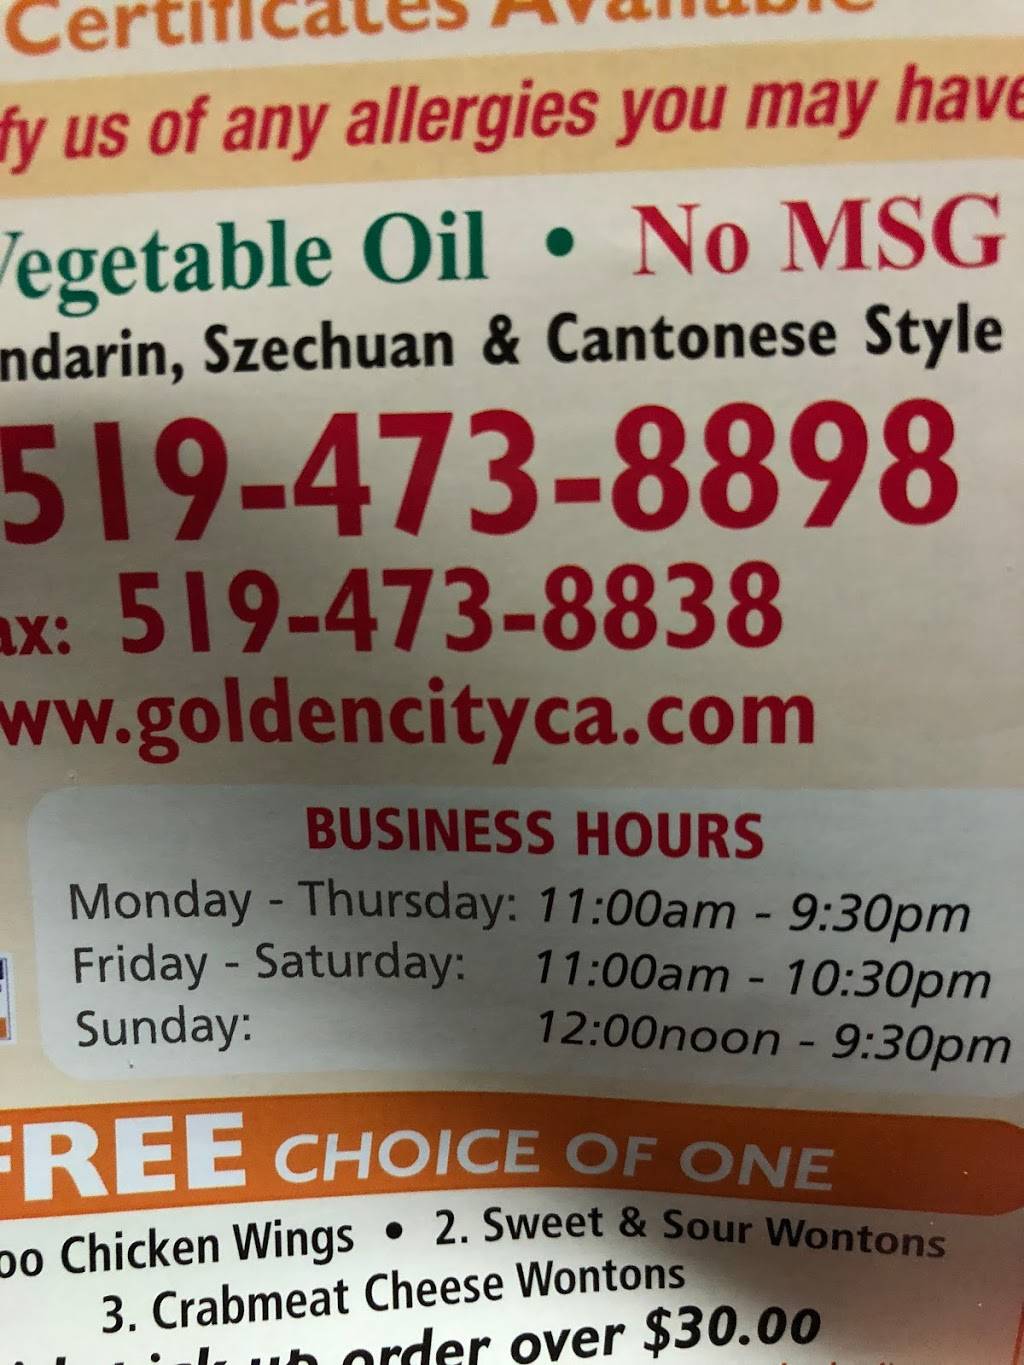 Certificates Available
fy us of any allergies you may have
Vegetable Oil • No MSG
ndarin, Szechuan & Cantonese Style
519-473-8898
ax: 519-473-8838
ww.goldencityca.com
BUSINESS HOURS
Monday - Thursday: 11:00am - 9:30pm
Friday - Saturday: 11:00am - 10:30pm
Sunday: 12:00noon - 9:30pm
FREE CHOICE OF ONE
oo Chicken Wings • 2. Sweet & Sour Wontons
3. Crabmeat Cheese Wontons
pick up order over $30.00